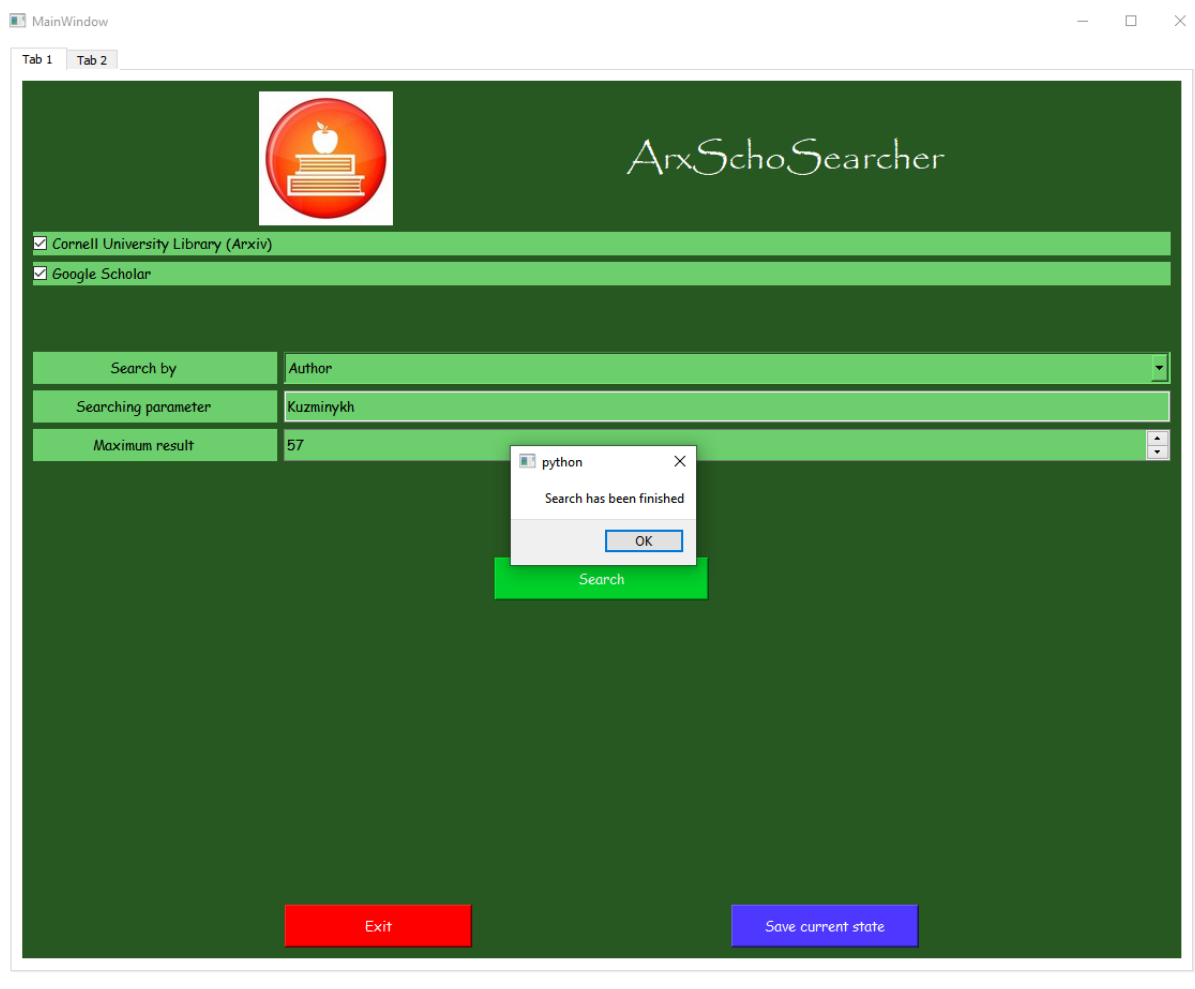 MainWindow
Tab 1
Tab 2
ArxSchoSearcher
Cornell University Library (Arxiv)
Google Scholar
Search by
Author
Searching parameter
Kuzminykh
Maximum result
57
python
Search has been finished
OK
Search
Exit
Save current state